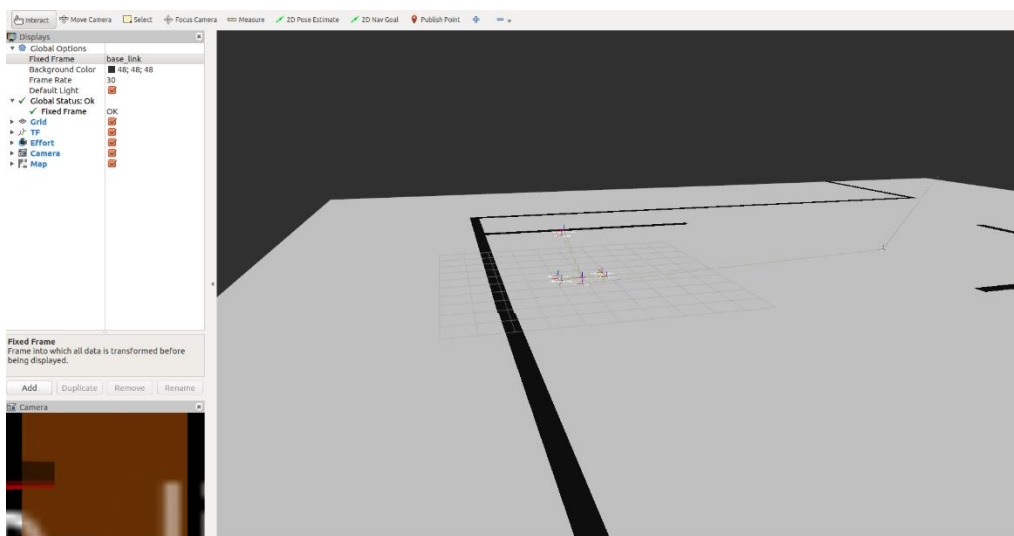 Interact Move Camera Select Focus Camera Measure 2D Pose Estimate 2D Nav Goal Publish Point
Displays
Global Options
Fixed Frame base_link
Background Color 48; 48; 48
Frame Rate 30
Default Light
Global Status: Ok
Fixed Frame OK
Grid
TF
Effort
Camera
Map
Fixed Frame
Frame into which all data is transformed before
being displayed.
Add Duplicate Remove Rename
Camera